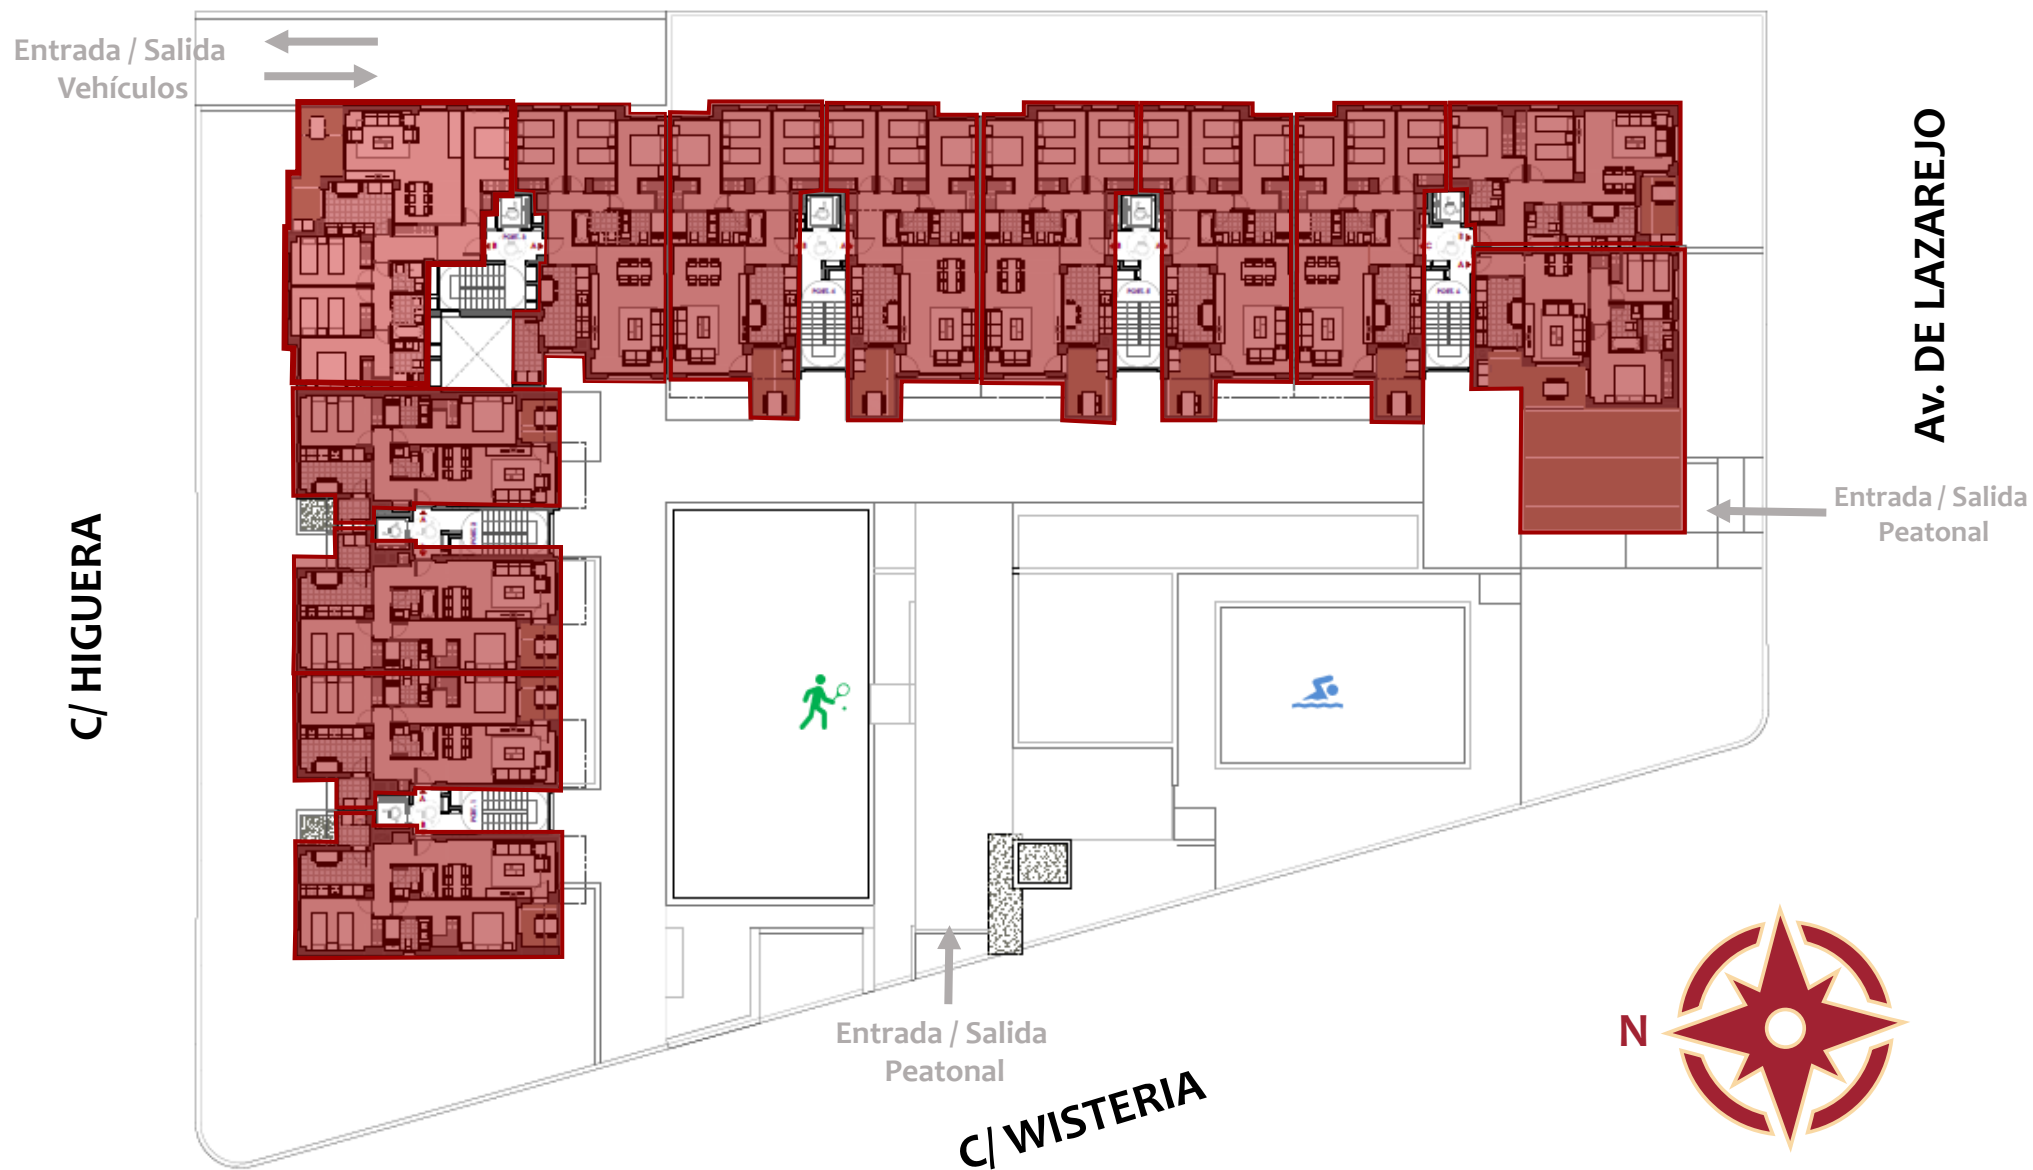 Entrada / Salida
Vehículos
Av. DE LAZAREJO
Entrada / Salida
Peatonal
C/ HIGUERA
Entrada / Salida
Peatonal
C/ WISTERIA
N